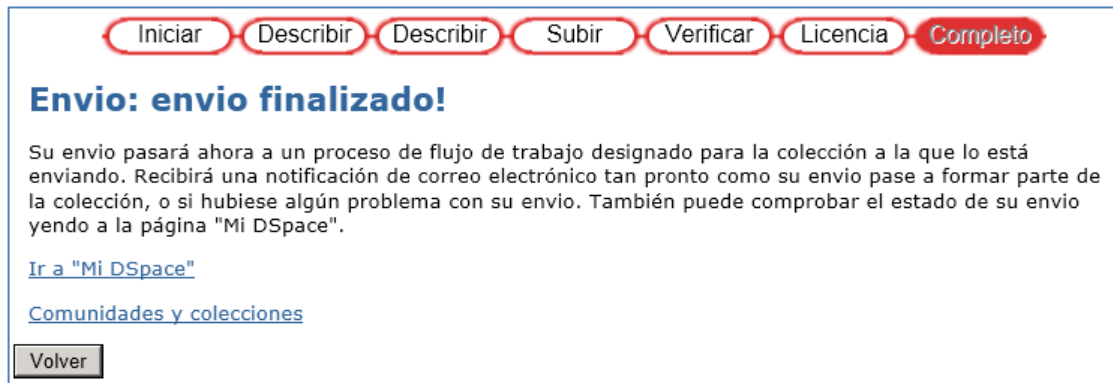 Iniciar Describir Describir Subir Verificar Licencia Completo
Envio: envio finalizado!
Su envio pasará ahora a un proceso de flujo de trabajo designado para la colección a la que lo está
enviando. Recibirá una notificación de correo electrónico tan pronto como su envio pase a formar parte de
la colección, o si hubiese algún problema con su envio. También puede comprobar el estado de su envio
yendo a la página "Mi DSpace".
Ir a "Mi DSpace"
Comunidades y colecciones
Volver